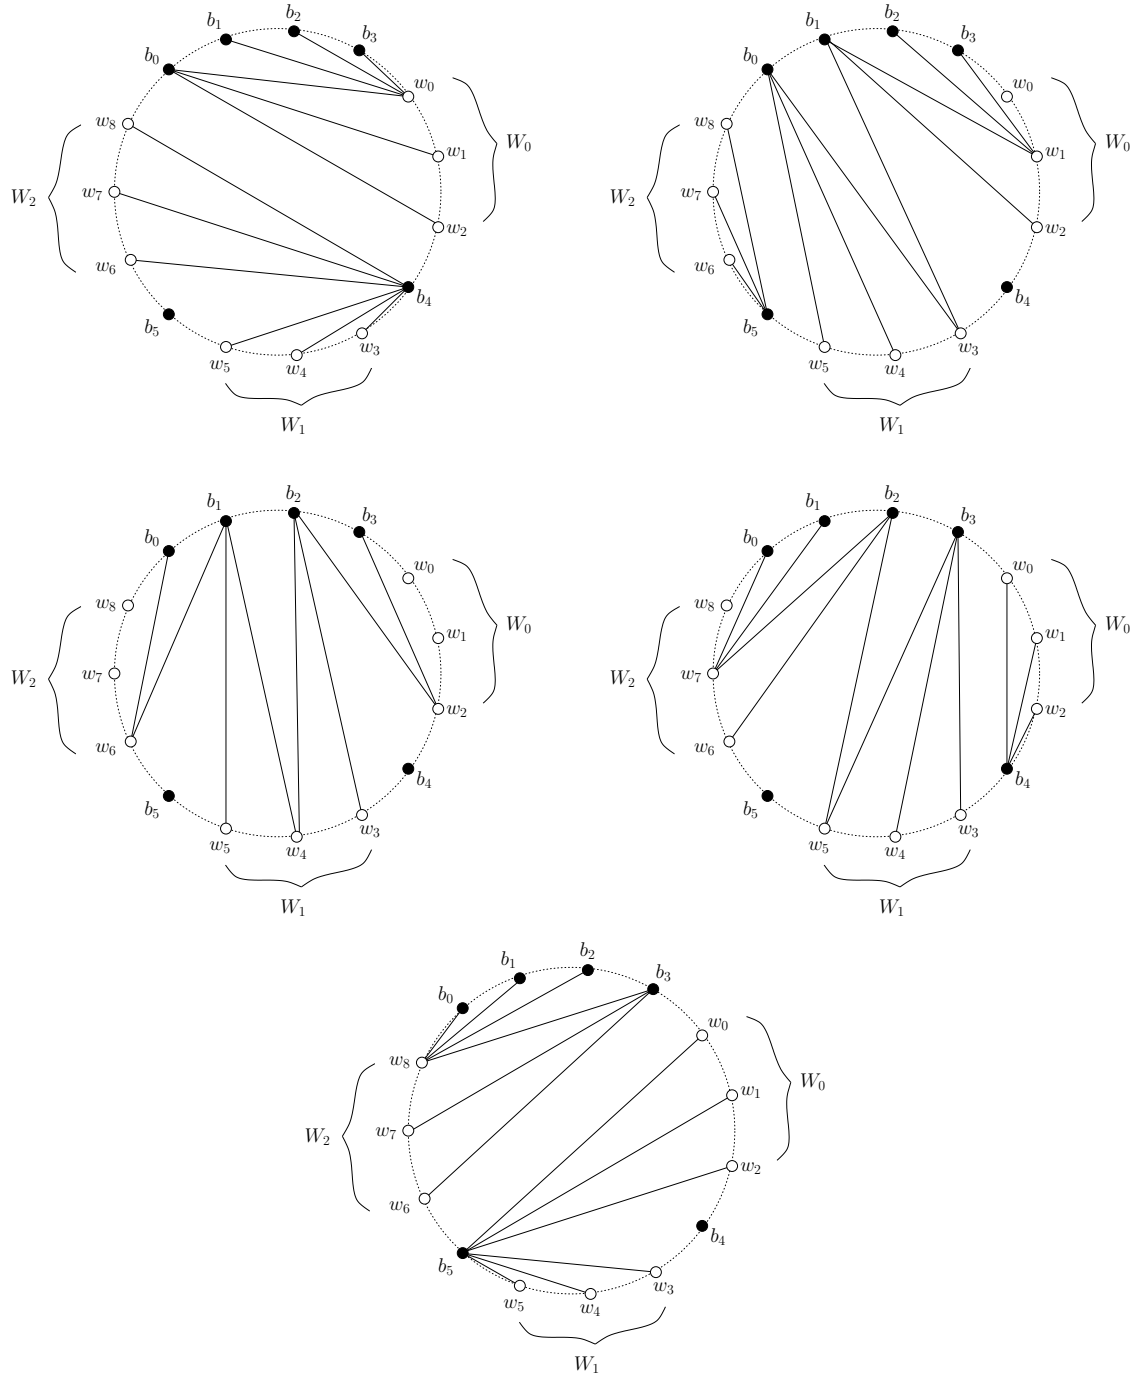 b₁ b₂ b₃ b₁ b₂ b₃
b₀ w₀ b₀ w₀
w₈ w₁ W₀ w₈ w₁ W₀
W₂ w₇ W₂ w₇
w₂ w₂
w₆ w₆
b₅ b₄ b₅ b₄
w₅ w₄ w₃ w₅ w₄ w₃
W₁ W₁
b₁ b₂ b₃ b₁ b₂ b₃
b₀ w₀ b₀ w₀
w₈ w₁ W₀ w₈ w₁ W₀
W₂ w₇ W₂ w₇
w₂ w₂
w₆ w₆
b₅ b₄ b₅ b₄
w₅ w₄ w₃ w₅ w₄ w₃
W₁ W₁
b₁ b₂ b₃
b₀ w₀
w₈ w₁ W₀
W₂ w₇
w₂
w₆
b₅ b₄
w₅ w₄ w₃
W₁